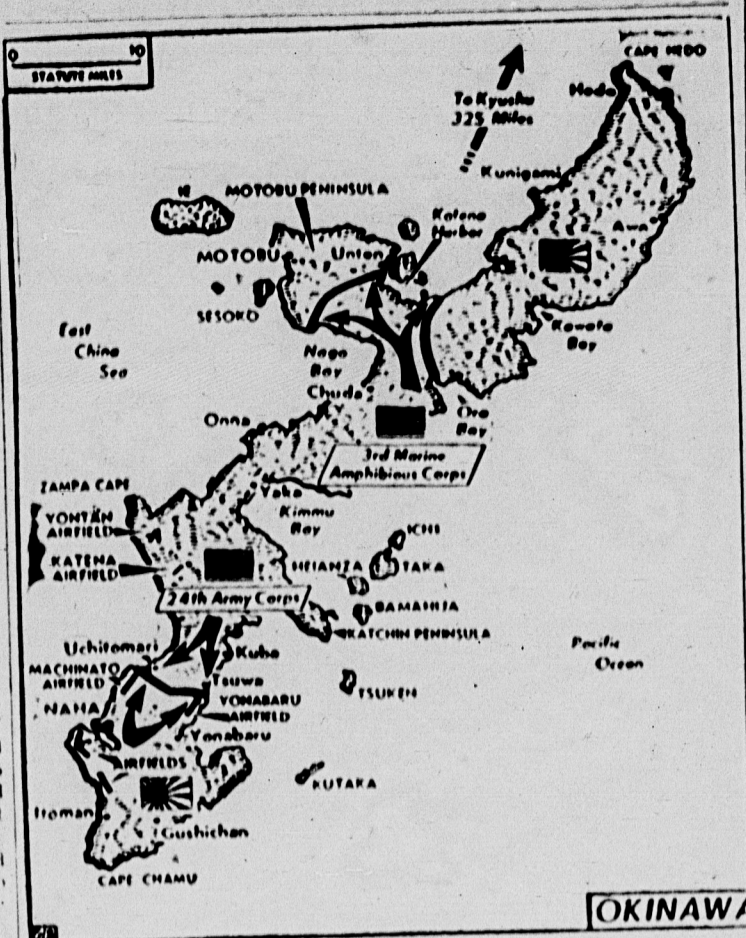 0 10
STATUTE MILES
CAPE HEDO
Hedo
To Kyushu
325 Miles
Kunigami
IE
MOTOBU PENINSULA
Katena
Harbor
Awa
MOTOBU
Unten
SESOKO
Kawata
Bay
East
China
Sea
Nago
Bay
Chuda
Ora
Bay
Onna
3rd Marine
Amphibious Corps
ZAMPA CAPE
Yaka
Kimmu
Bay
YONTAN
AIRFIELD
ICHI
KATENA
AIRFIELD
HEIANZA
TAKA
24th Army Corps
BAMAHIJA
KATCHIN PENINSULA
Uchitomari
Kuba
Pacific
Ocean
MACHINATO
AIRFIELD
Tsuwa
TSUKEN
NAHA
YONABARU
AIRFIELD
Yonabaru
AIRFIELDS
KUTAKA
Itoman
Gushichan
CAPE CHAMU
OKINAWA